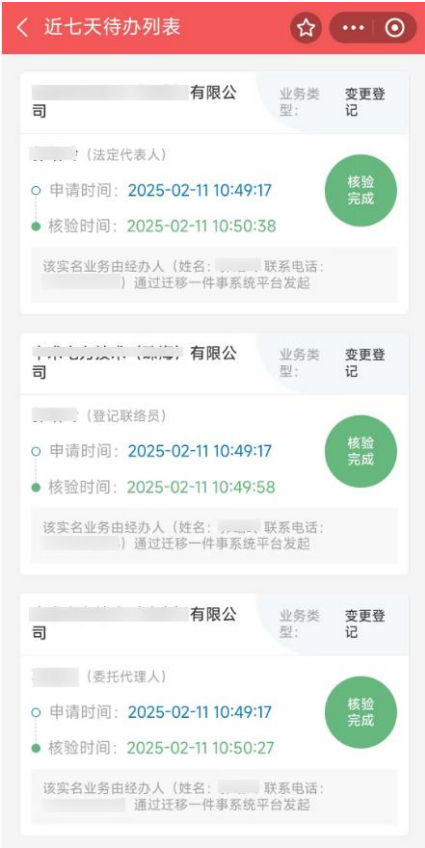 近七天待办列表
有限公
司
业务类
型：
变更登
记
（法定代表人）
申请时间：2025-02-11 10:49:17
核验时间：2025-02-11 10:50:38
核验
完成
该实名业务由经办人（姓名： 联系电话：
）通过迁移一件事系统平台发起
有限公
司
业务类
型：
变更登
记
（登记联络员）
申请时间：2025-02-11 10:49:17
核验时间：2025-02-11 10:49:58
核验
完成
该实名业务由经办人（姓名： 联系电话：
）通过迁移一件事系统平台发起
有限公
司
业务类
型：
变更登
记
（委托代理人）
申请时间：2025-02-11 10:49:17
核验时间：2025-02-11 10:50:27
核验
完成
该实名业务由经办人（姓名： 联系电话：
通过迁移一件事系统平台发起